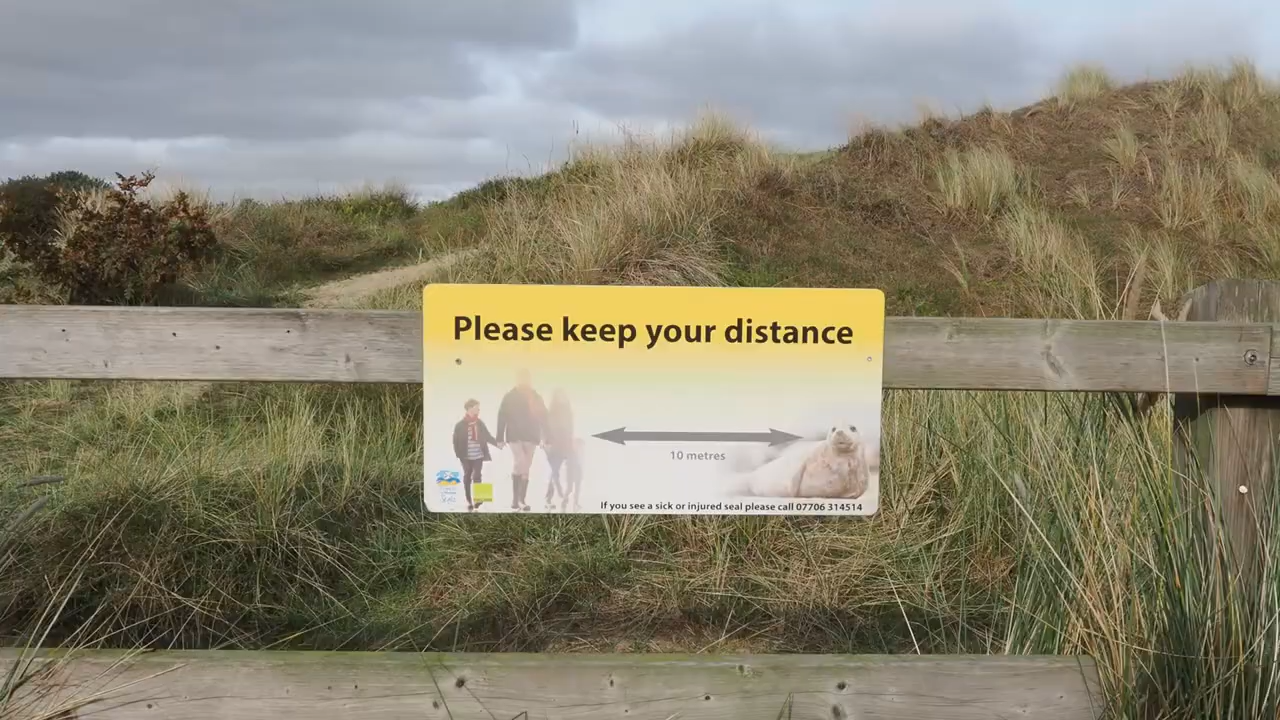 Please keep your distance
10 metres
If you see a sick or injured seal please call 07706 314514